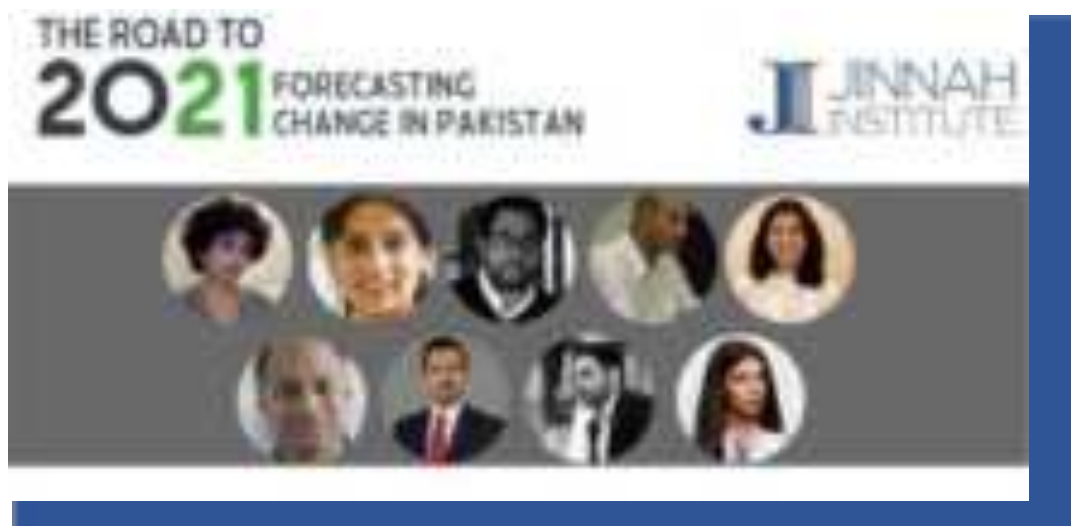 THE ROAD TO
2021 FORECASTING
CHANGE IN PAKISTAN
JINNAH
INSTITUTE